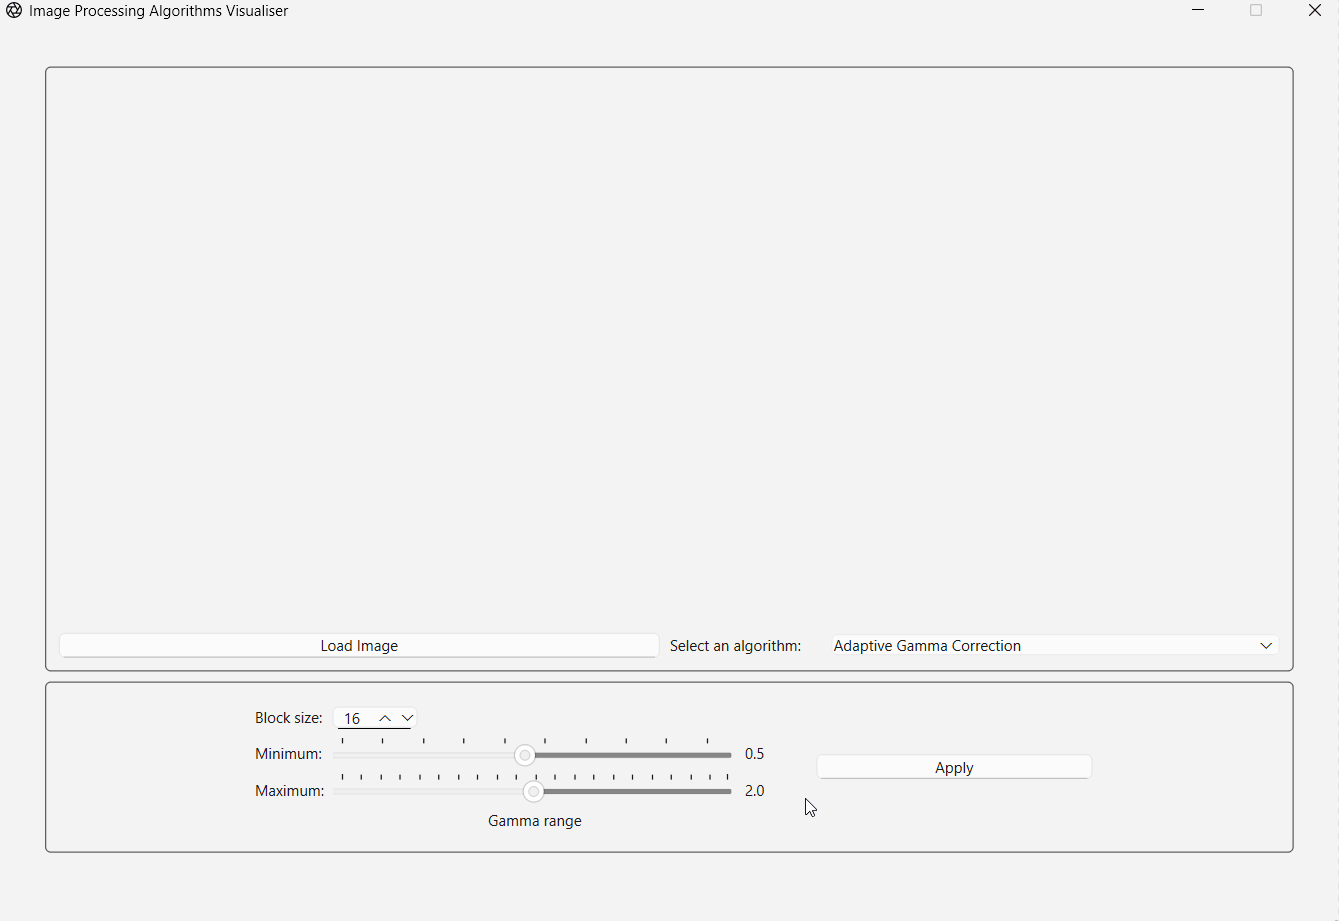 Image Processing Algorithms Visualiser
Load Image
Select an algorithm:
Adaptive Gamma Correction
Block size: 16
Minimum: 0.5
Maximum: 2.0
Apply
Gamma range